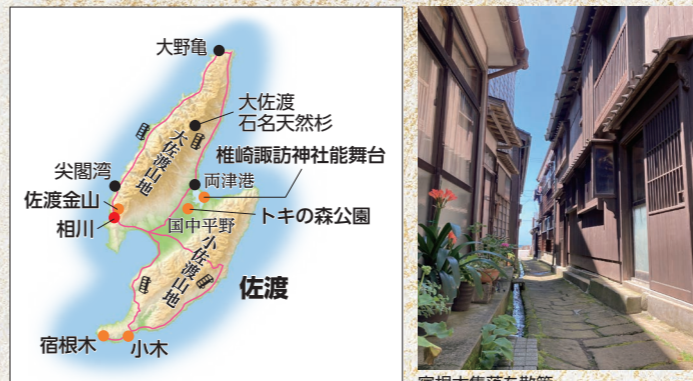 大野亀
大佐渡
石名天然杉
大佐渡山地
椎崎諏訪神社能舞台
尖閣湾
両津港
佐渡金山
トキの森公園
相川
国中平野
小佐渡山地
佐渡
宿根木
小木